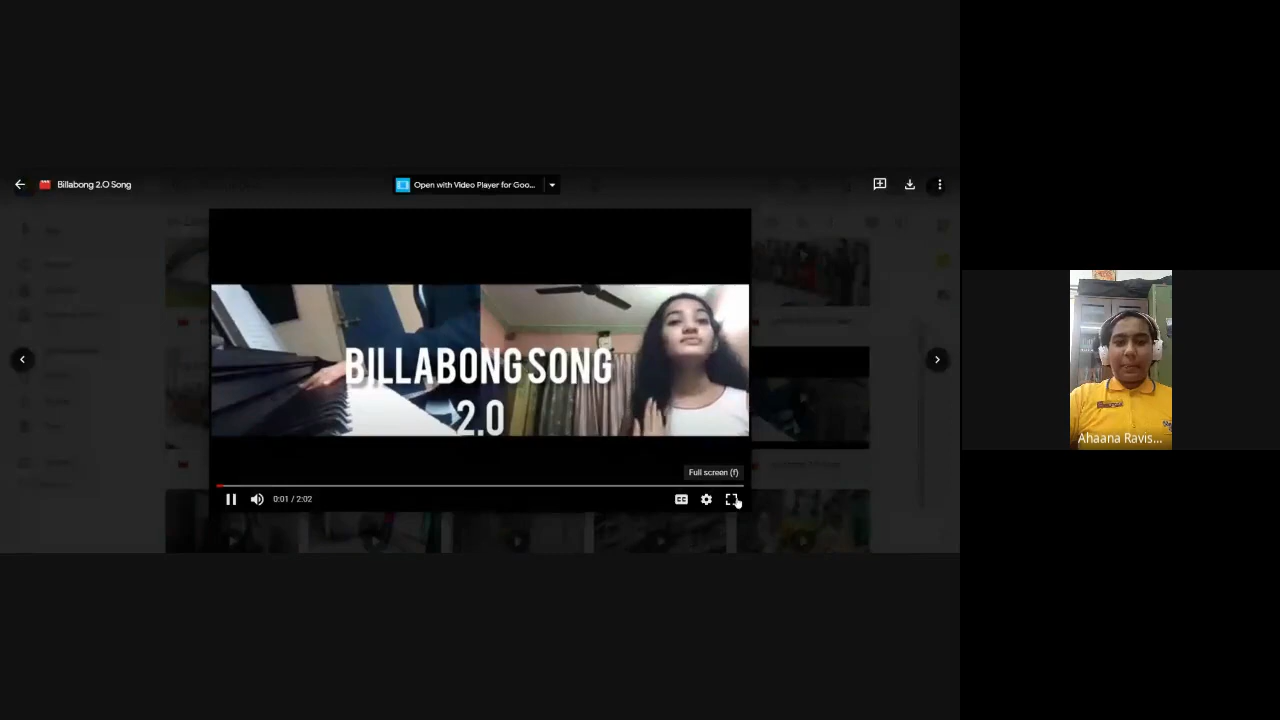 Billabong 2.O Song
Open with Video Player for Goo...
BILLABONG SONG
2.0
Full screen (f)
0:01 / 2:02
CC
Ahaana Ravis...